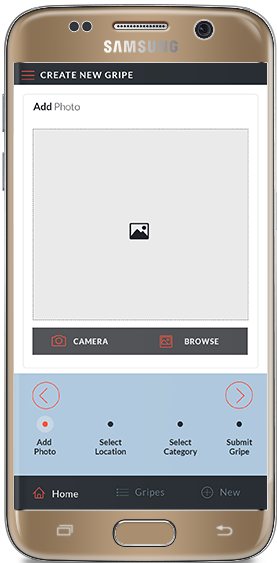 SAMSUNG
CREATE NEW GRIPE
Add Photo
CAMERA BROWSE
Add Photo
Select Location
Select Category
Submit Gripe
Home Gripes New